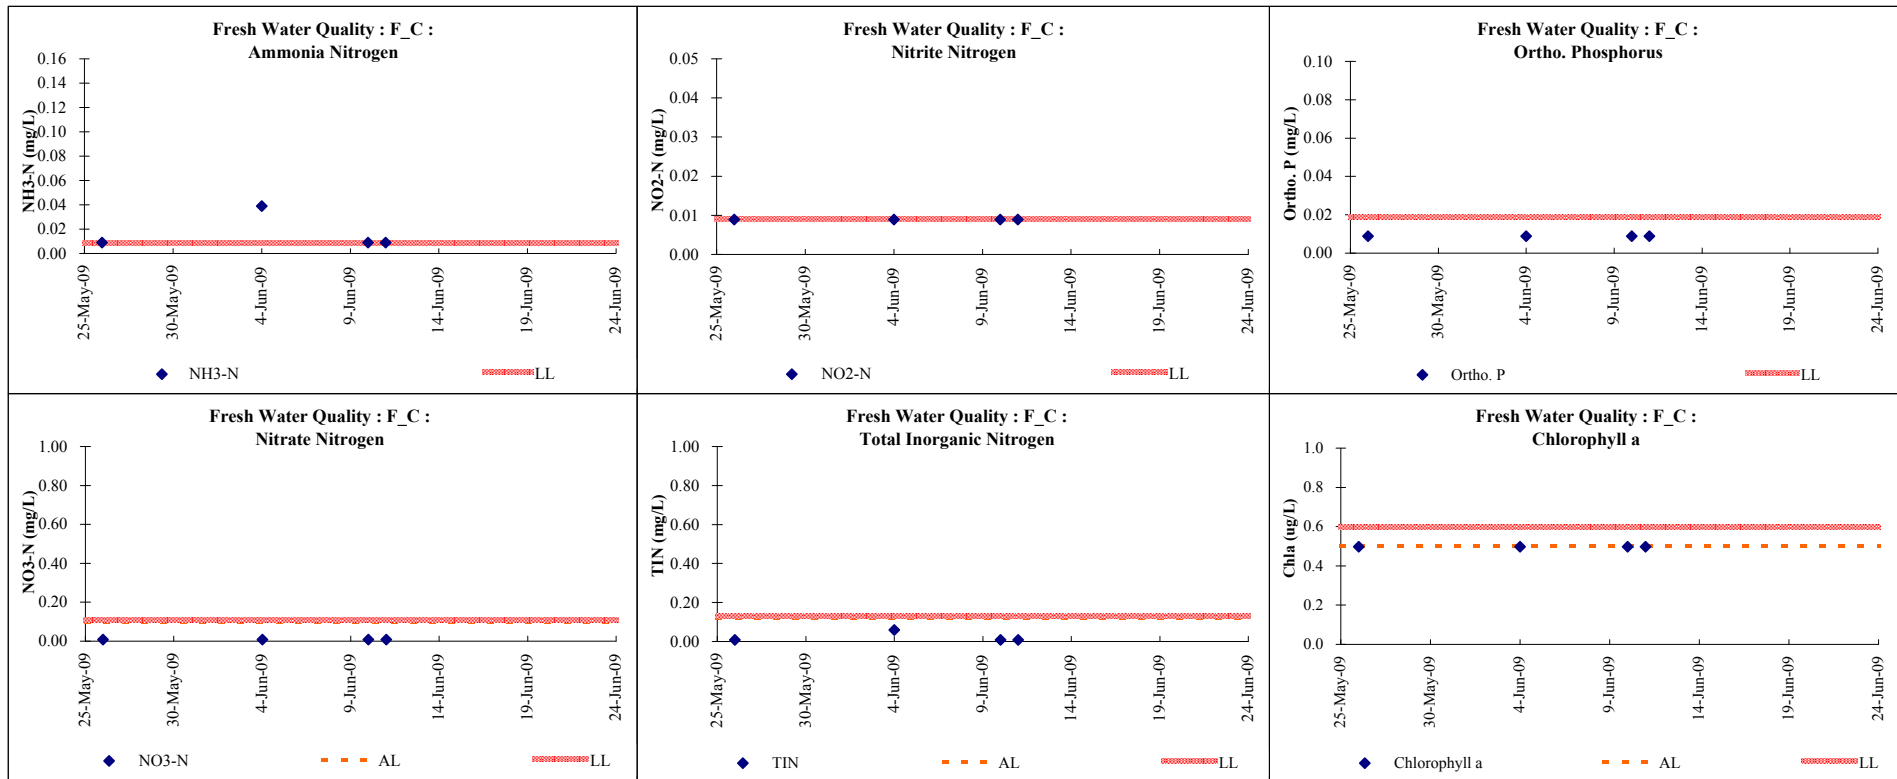 Fresh Water Quality : F_C :
Ammonia Nitrogen
0.16
0.14
0.12
0.10
0.08
0.06
0.04
0.02
0.00
NH3-N (mg/L)
25-May-09
30-May-09
4-Jun-09
9-Jun-09
14-Jun-09
19-Jun-09
24-Jun-09
NH3-N
LL
Fresh Water Quality : F_C :
Nitrite Nitrogen
0.05
0.04
0.03
0.02
0.01
0.00
NO2-N (mg/L)
25-May-09
30-May-09
4-Jun-09
9-Jun-09
14-Jun-09
19-Jun-09
24-Jun-09
NO2-N
LL
Fresh Water Quality : F_C :
Ortho. Phosphorus
0.10
0.08
0.06
0.04
0.02
0.00
Ortho. P (mg/L)
25-May-09
30-May-09
4-Jun-09
9-Jun-09
14-Jun-09
19-Jun-09
24-Jun-09
Ortho. P
LL
Fresh Water Quality : F_C :
Nitrate Nitrogen
1.00
0.80
0.60
0.40
0.20
0.00
NO3-N (mg/L)
25-May-09
30-May-09
4-Jun-09
9-Jun-09
14-Jun-09
19-Jun-09
24-Jun-09
NO3-N
AL
LL
Fresh Water Quality : F_C :
Total Inorganic Nitrogen
1.00
0.80
0.60
0.40
0.20
0.00
TIN (mg/L)
25-May-09
30-May-09
4-Jun-09
9-Jun-09
14-Jun-09
19-Jun-09
24-Jun-09
TIN
AL
LL
Fresh Water Quality : F_C :
Chlorophyll a
1.0
0.8
0.6
0.4
0.2
0.0
Chla (ug/L)
25-May-09
30-May-09
4-Jun-09
9-Jun-09
14-Jun-09
19-Jun-09
24-Jun-09
Chlorophyll a
AL
LL